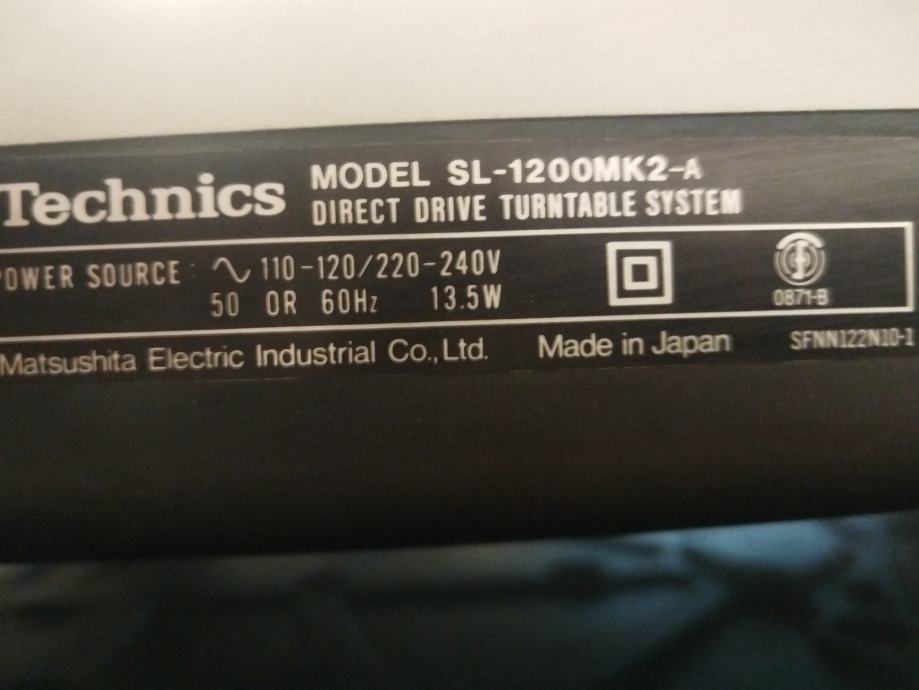 Technics MODEL SL-1200MK2-A
DIRECT DRIVE TURNTABLE SYSTEM
POWER SOURCE : ∿ 110-120/220-240V
50 OR 60Hz 13.5W
0871-B
Matsushita Electric Industrial Co., Ltd. Made in Japan SFNN122N10-1